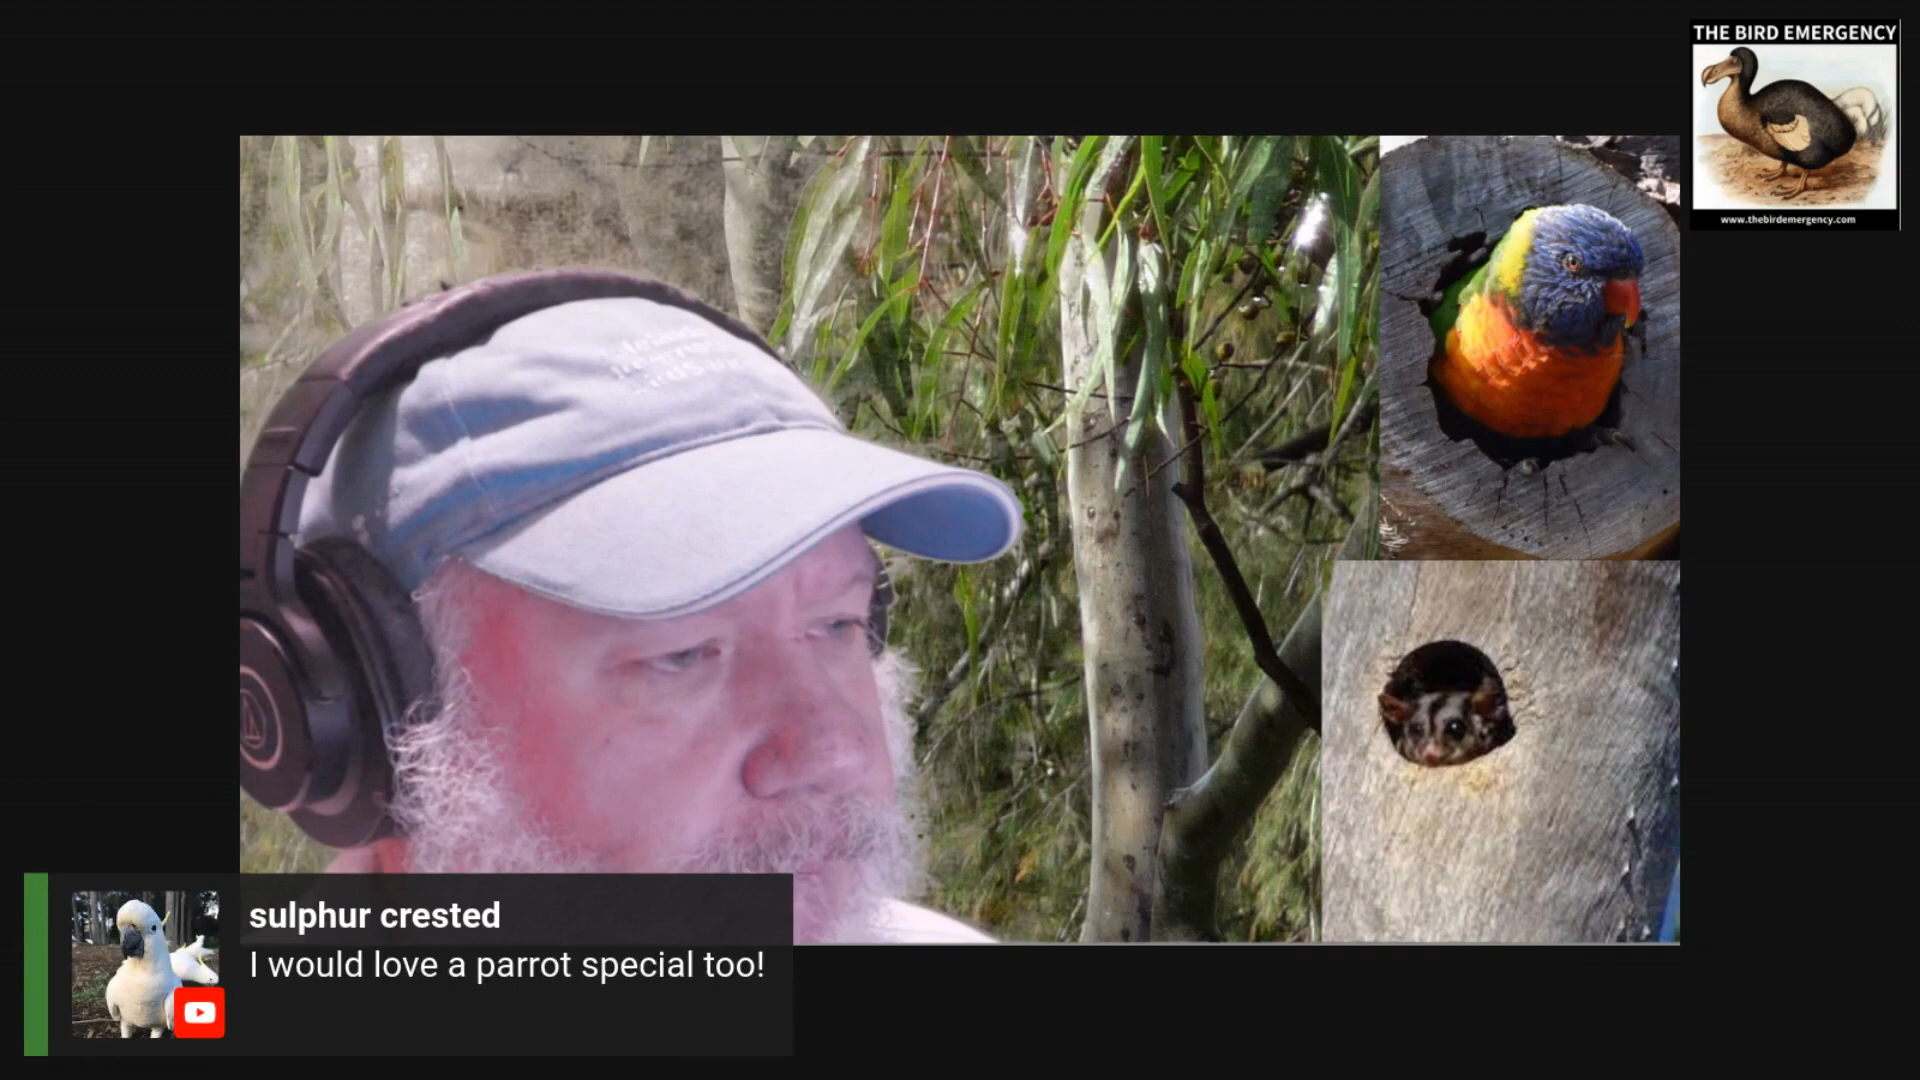 THE BIRD EMERGENCY
www.thebirdemergency.com
sulphur crested
I would love a parrot special too!